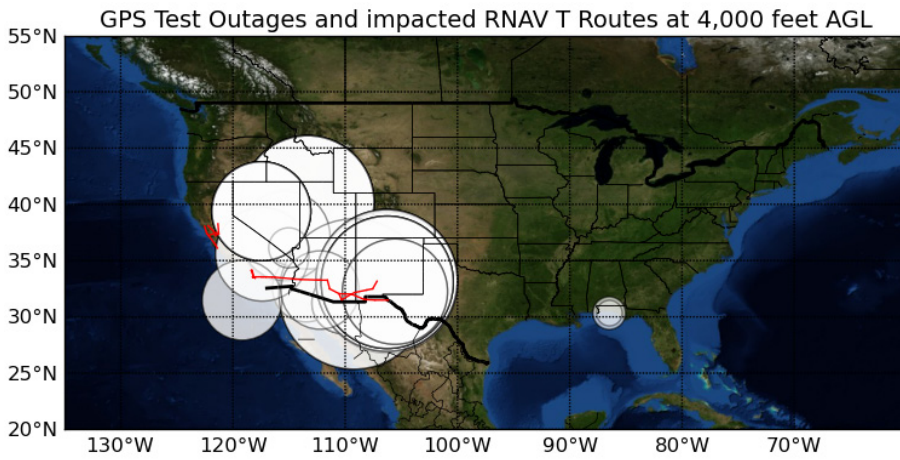 GPS Test Outages and impacted RNAV T Routes at 4,000 feet AGL
55°N
50°N
45°N
40°N
35°N
30°N
25°N
20°N
130°W 120°W 110°W 100°W 90°W 80°W 70°W